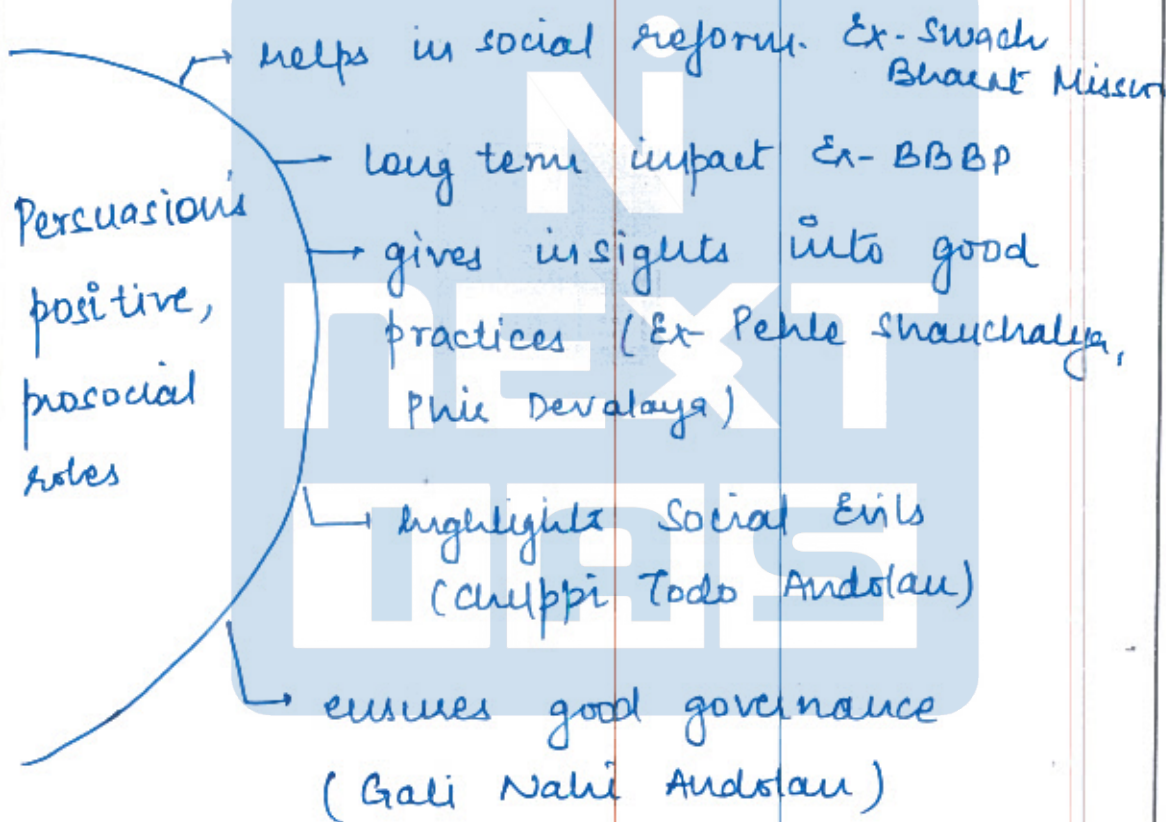 Persuasion's
positive,
prosocial
roles
helps in social reform. Ex- Swach
Bharat Mission
long term impact Ex- BBBP
gives insights into good
practices (Ex- Pehle Shauchalya,
Phir Devalaya)
highlights Social Evils
(Chuppi Todo Andolan)
ensures good governance
(Gali Nahi Andolan)
NEXT
IAS